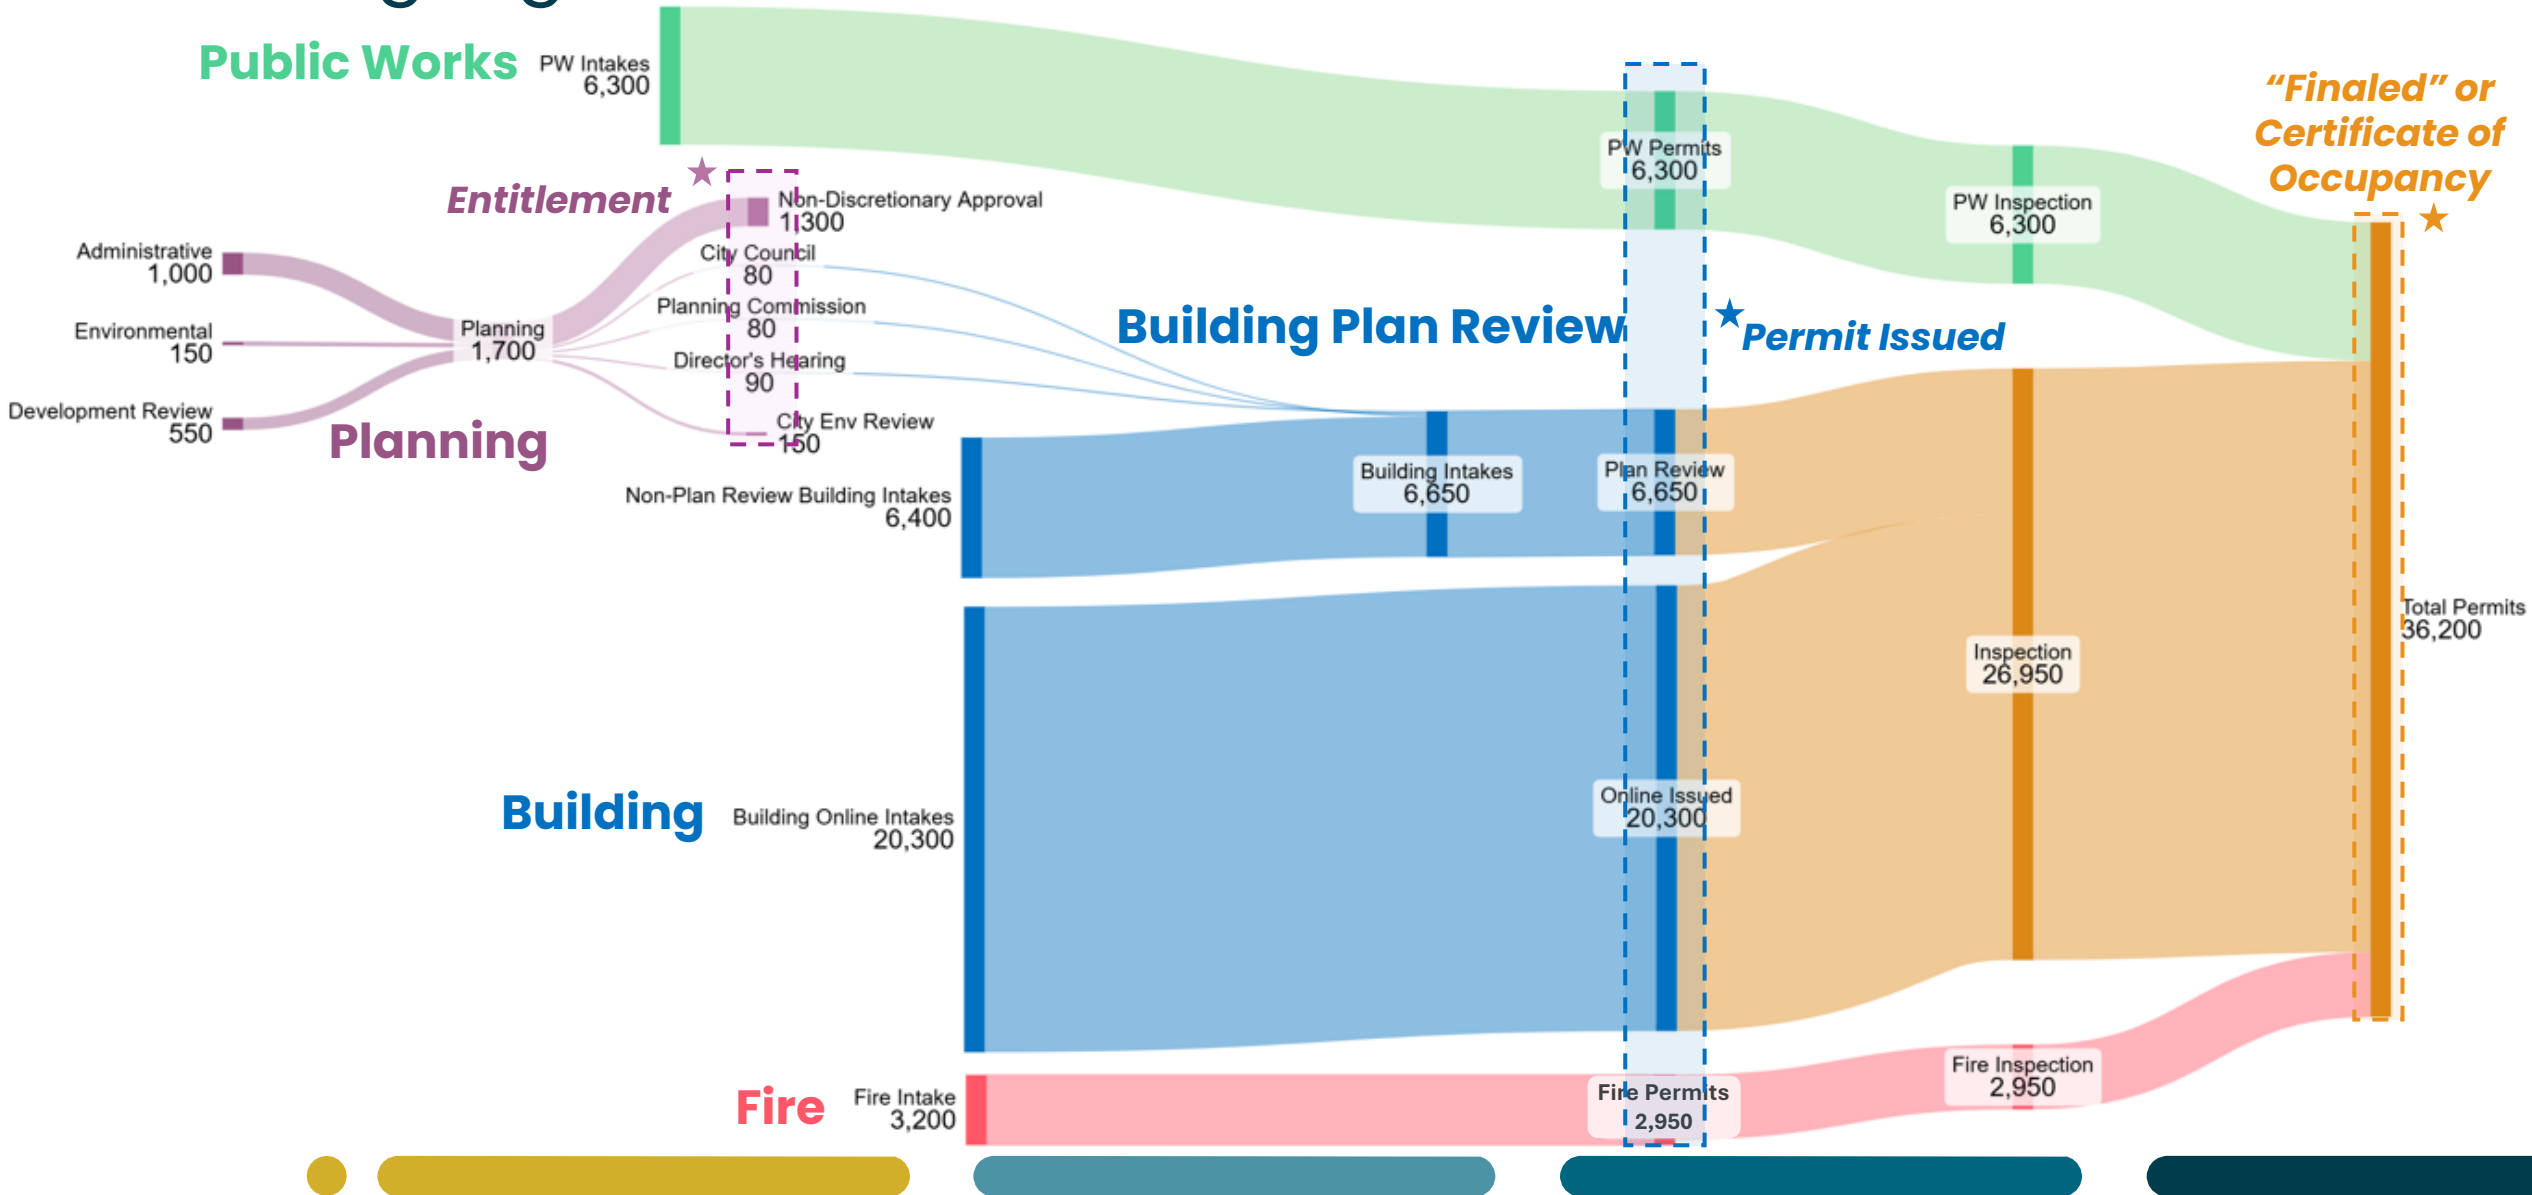 Public Works
PW Intakes
6,300
"Finaled" or
Certificate of
Occupancy
PW Permits
6,300
Entitlement
Non-Discretionary Approval
1,300
PW Inspection
6,300
Administrative
1,000
City Council
80
Planning Commission
80
Building Plan Review
Permit Issued
Environmental
150
Planning
1,700
Director's Hearing
90
Development Review
550
Planning
City Env Review
150
Non-Plan Review Building Intakes
6,400
Building Intakes
6,650
Plan Review
6,650
Total Permits
36,200
Inspection
26,950
Building
Building Online Intakes
20,300
Online Issued
20,300
Fire
Fire Intake
3,200
Fire Permits
2,950
Fire Inspection
2,950